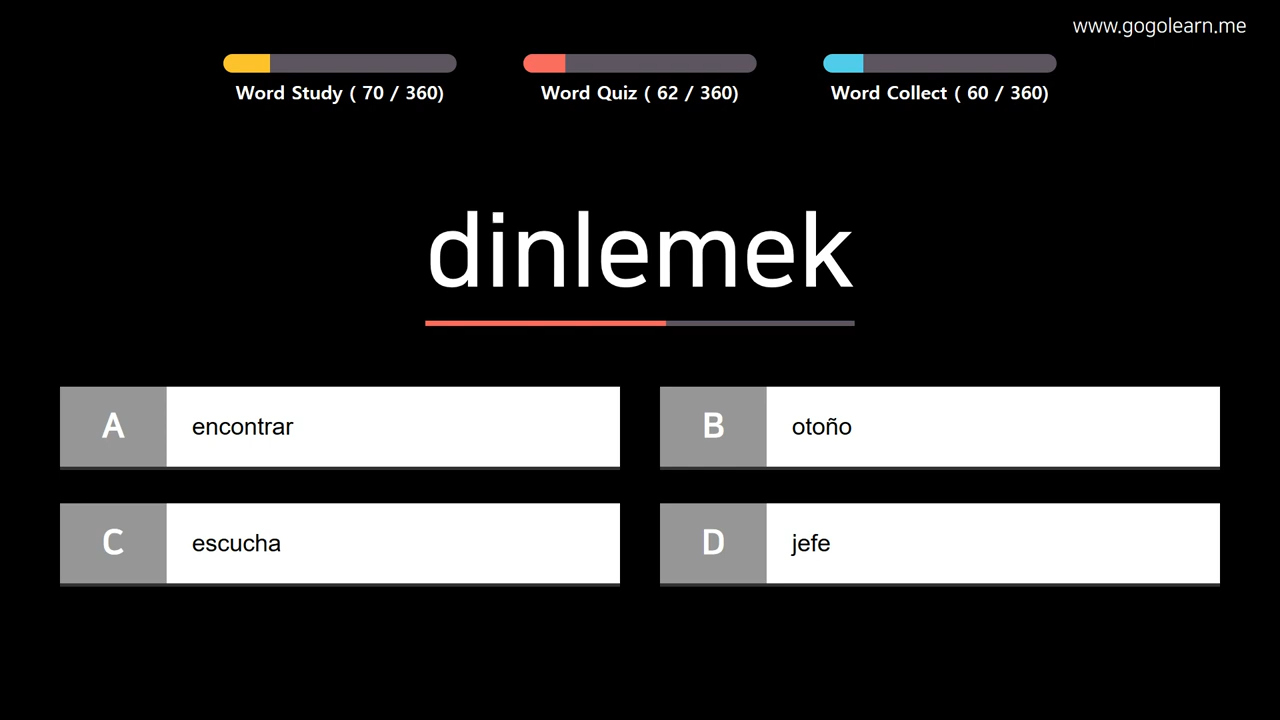 www.gogolearn.me
Word Study ( 70 / 360)
Word Quiz ( 62 / 360)
Word Collect ( 60 / 360)
dinlemek
A encontrar
B otoño
C escucha
D jefe